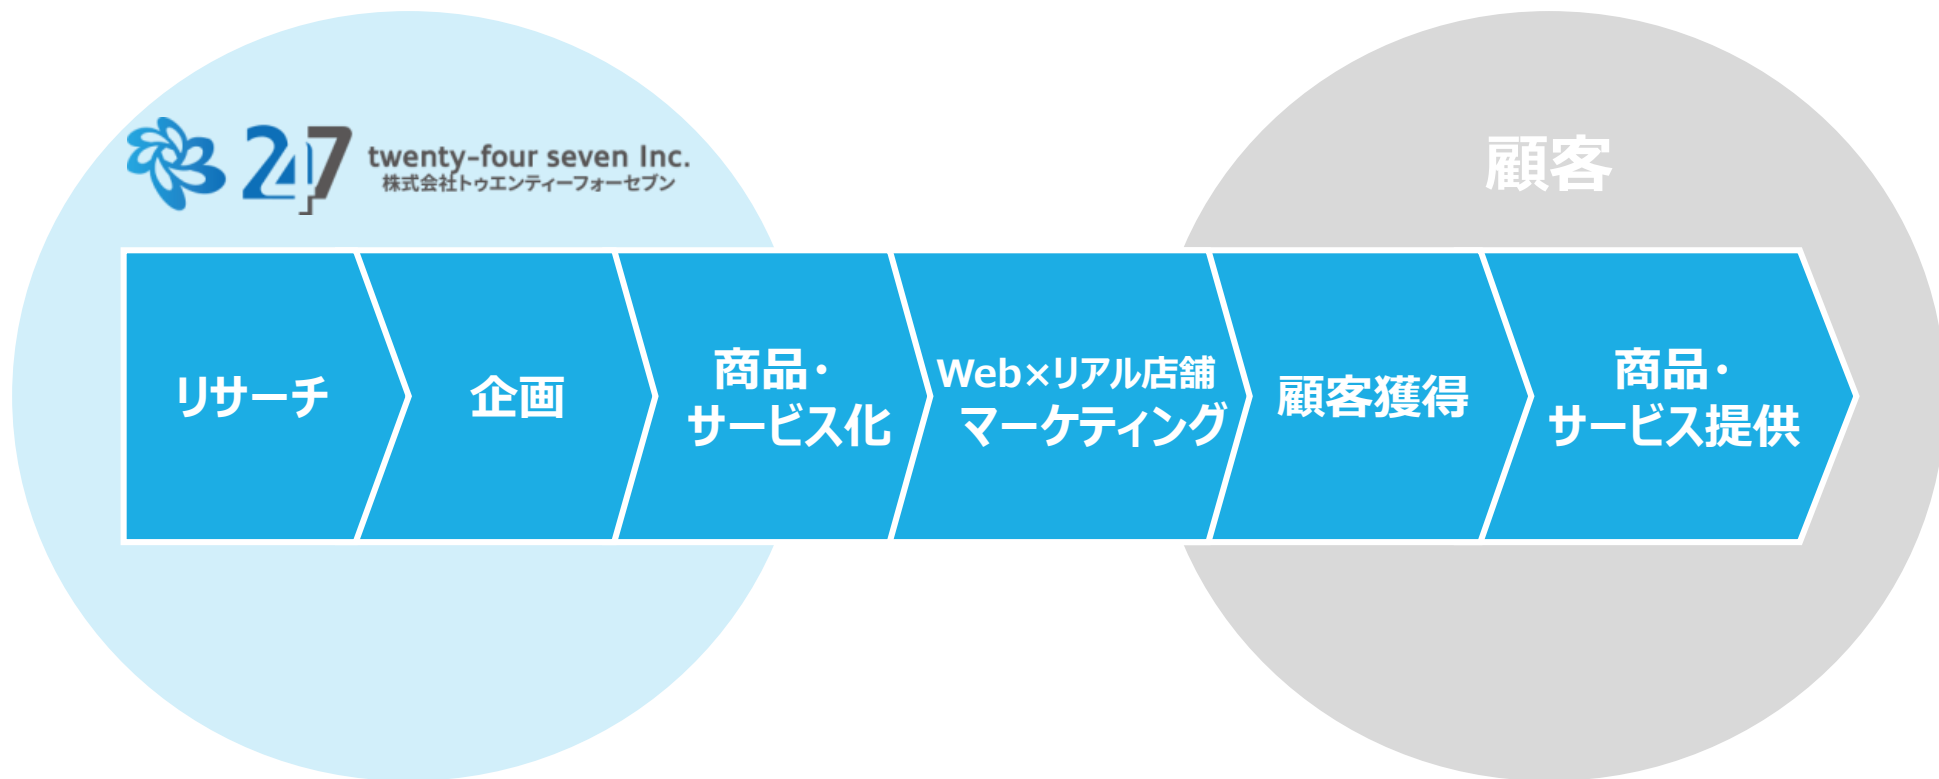 247
twenty-four seven Inc.
株式会社トゥエンティーフォーセブン
顧客
リサーチ
企画
商品・
サービス化
Web×リアル店舗
マーケティング
顧客獲得
商品・
サービス提供